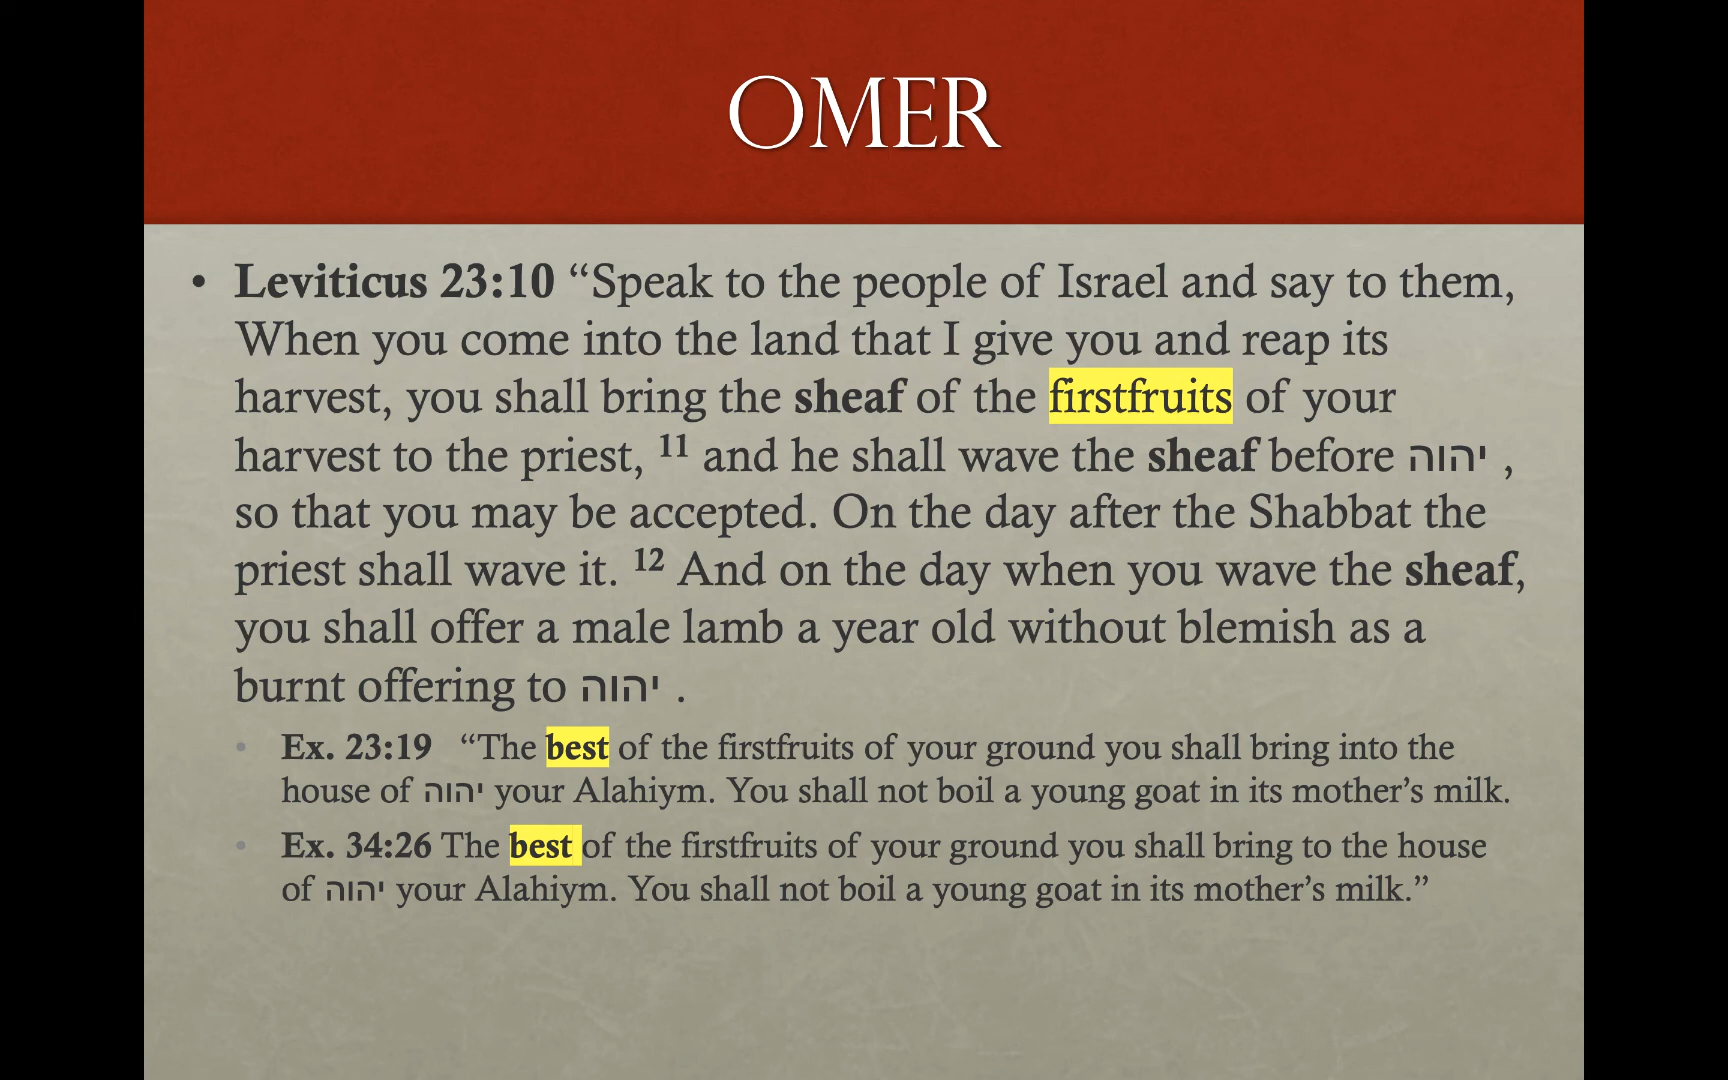 OMER
• Leviticus 23:10 “Speak to the people of Israel and say to them,
When you come into the land that I give you and reap its
harvest, you shall bring the sheaf of the firstfruits of your
harvest to the priest, ¹¹ and he shall wave the sheaf before יהוה ,
so that you may be accepted. On the day after the Shabbat the
priest shall wave it. ¹² And on the day when you wave the sheaf,
you shall offer a male lamb a year old without blemish as a
burnt offering to יהוה .
• Ex. 23:19 “The best of the firstfruits of your ground you shall bring into the
house of יהוה your Alahiym. You shall not boil a young goat in its mother’s milk.
• Ex. 34:26 The best of the firstfruits of your ground you shall bring to the house
of יהוה your Alahiym. You shall not boil a young goat in its mother’s milk.”